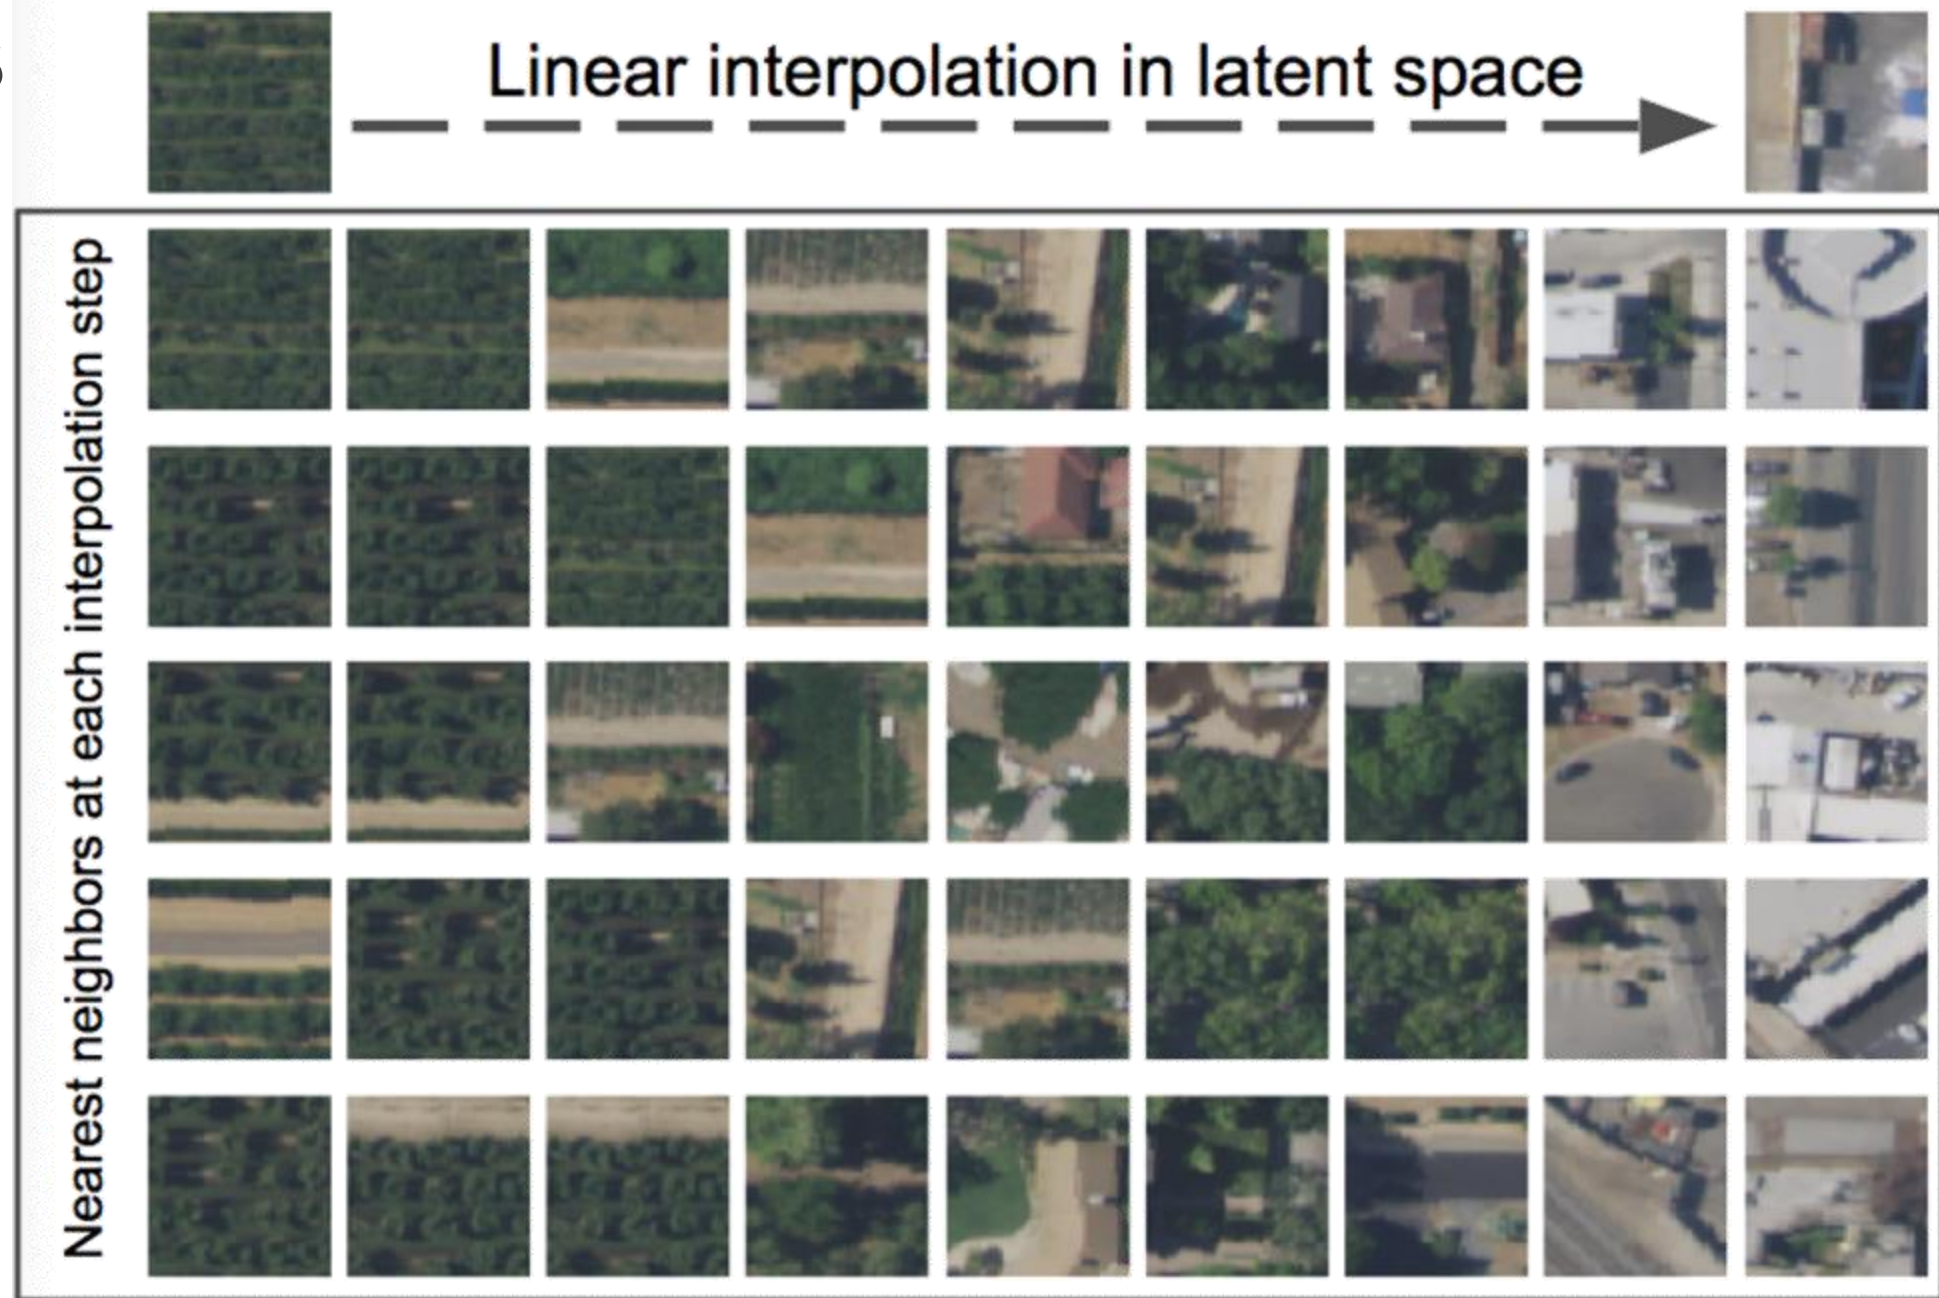 Linear interpolation in latent space
Nearest neighbors at each interpolation step